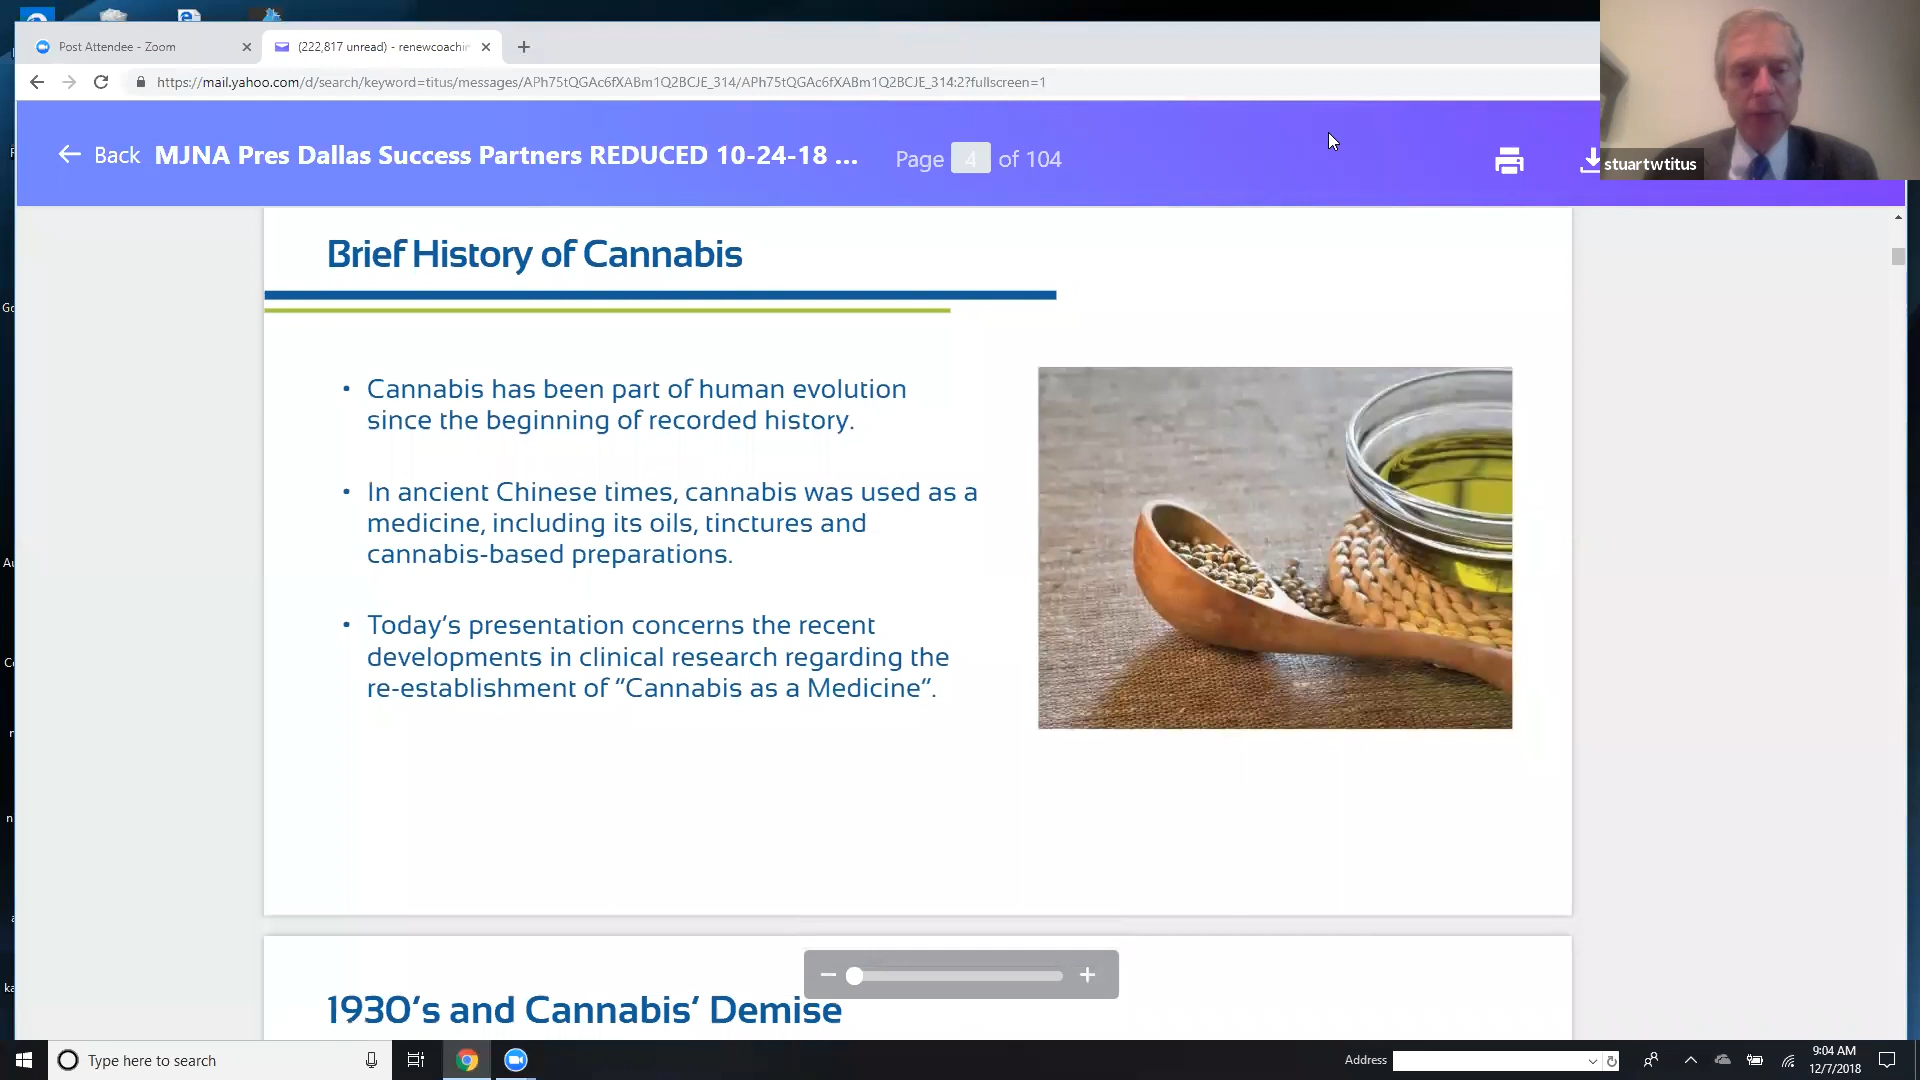 Post Attendee - Zoom
(222,817 unread) - renewcoachin
https://mail.yahoo.com/d/search/keyword=titus/messages/APh75tQGAc6fXABm1Q2BCJE_314/APh75tQGAc6fXABm1Q2BCJE_314:2?fullscreen=1
Back MJNA Pres Dallas Success Partners REDUCED 10-24-18 ... Page 4 of 104
stuartwtitus
Brief History of Cannabis
• Cannabis has been part of human evolution
since the beginning of recorded history.
• In ancient Chinese times, cannabis was used as a
medicine, including its oils, tinctures and
cannabis-based preparations.
• Today’s presentation concerns the recent
developments in clinical research regarding the
re-establishment of “Cannabis as a Medicine”.
1930’s and Cannabis’ Demise
Type here to search
Address
9:04 AM
12/7/2018